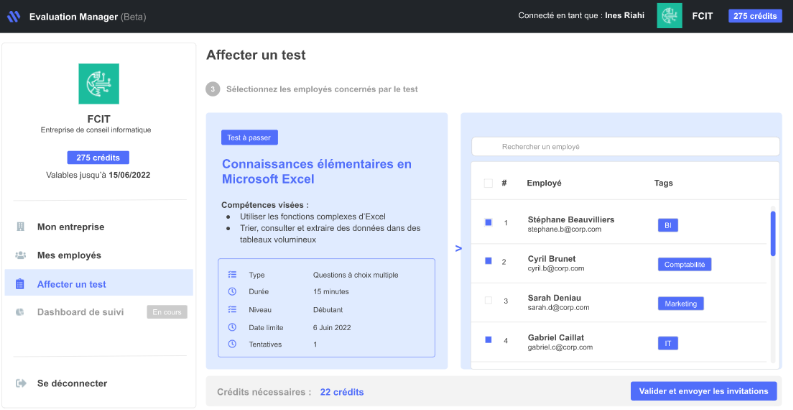 Evaluation Manager (Beta)
Connecté en tant que : Ines Riahi
FCIT
275 crédits
FCIT
Entreprise de conseil informatique
275 crédits
Valables jusqu'à 15/06/2022
Mon entreprise
Mes employés
Affecter un test
Dashboard de suivi
En cours
Se déconnecter
Affecter un test
3 Sélectionnez les employés concernés par le test
Test à passer
Connaissances élémentaires en
Microsoft Excel
Compétences visées :
● Utiliser les fonctions complexes d'Excel
● Trier, consulter et extraire des données dans des
tableaux volumineux
Type Questions à choix multiple
Durée 15 minutes
Niveau Débutant
Date limite 6 Juin 2022
Tentatives 1
>
Rechercher un employé
# Employé Tags
1 Stéphane Beauvilliers
stephane.b@corp.com
BI
2 Cyril Brunet
cyril.b@corp.com
Comptabilité
3 Sarah Deniau
sarah.d@corp.com
Marketing
4 Gabriel Caillat
gabriel.c@corp.com
IT
Crédits nécessaires : 22 crédits
Valider et envoyer les invitations